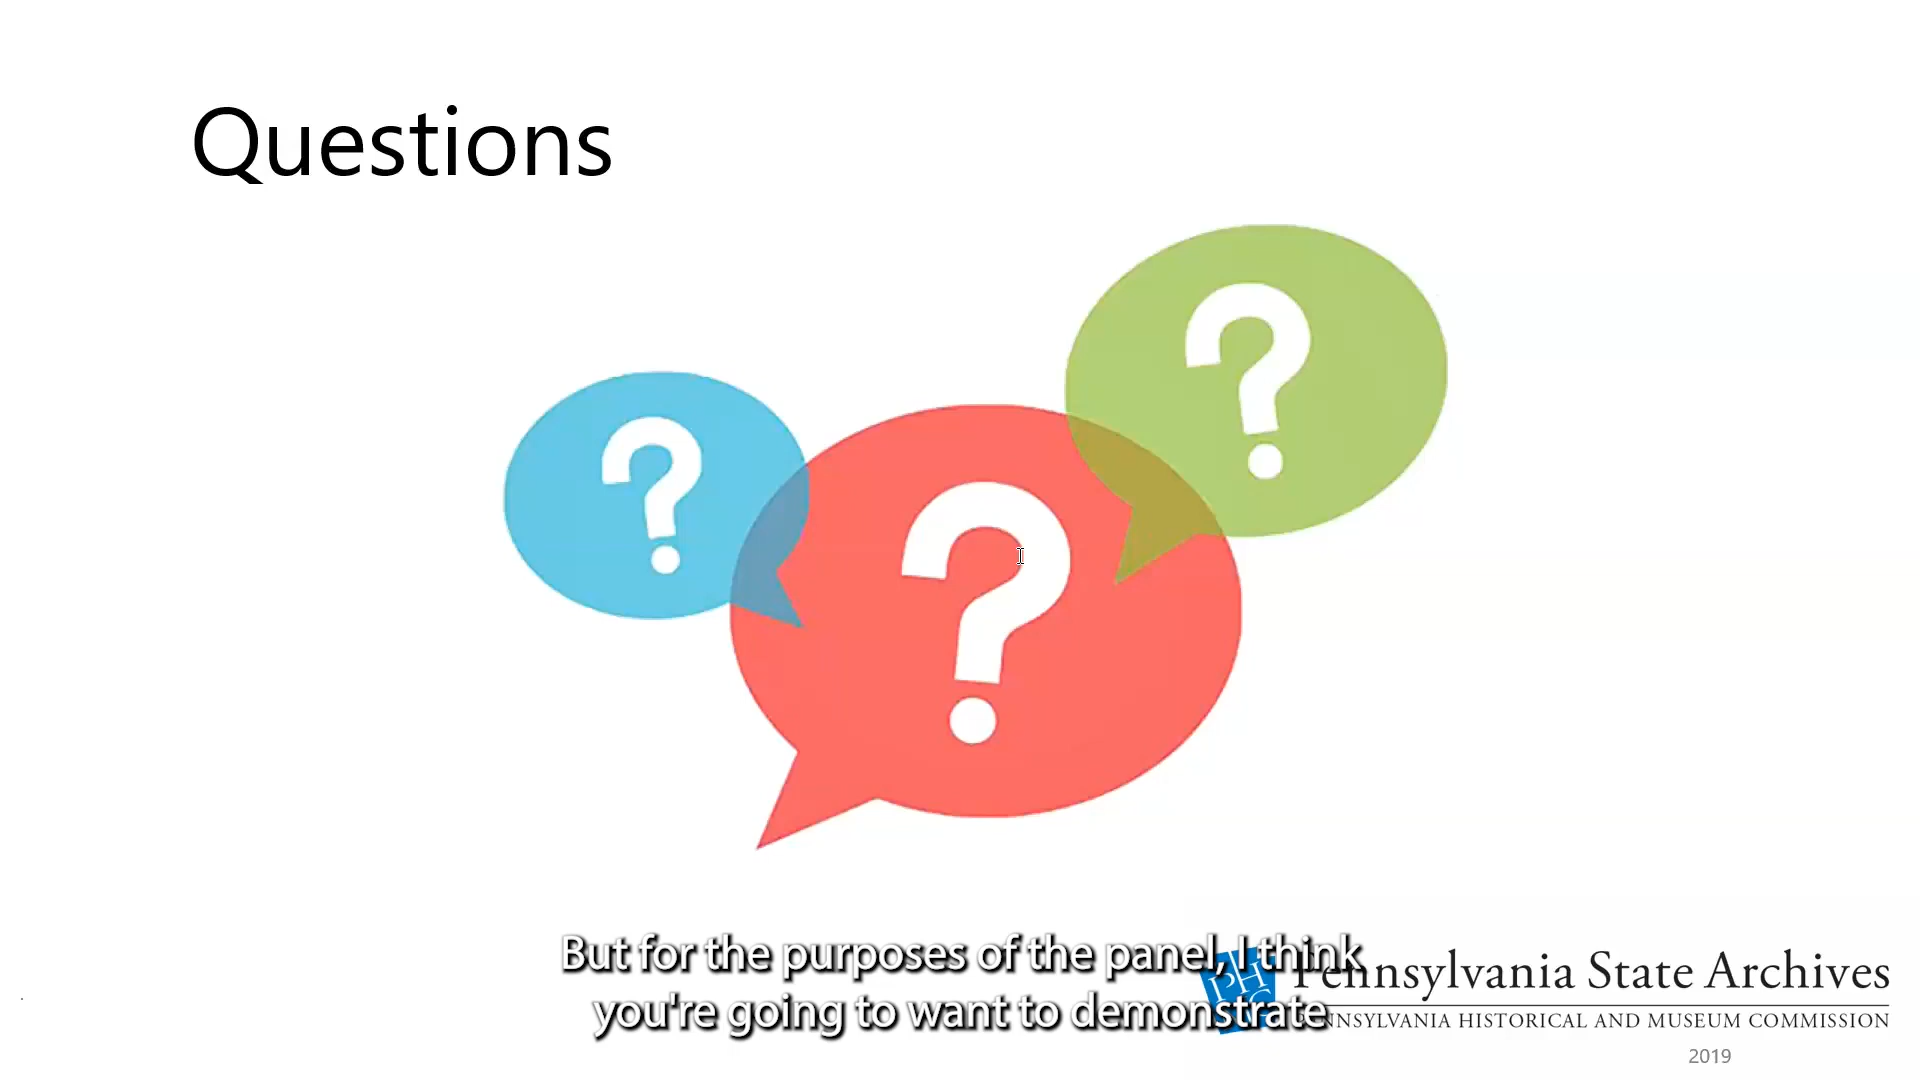 Questions
?
?
?
But for the purposes of the panel, I think
you're going to want to demonstrate
Pennsylvania State Archives
PENNSYLVANIA HISTORICAL AND MUSEUM COMMISSION
2019